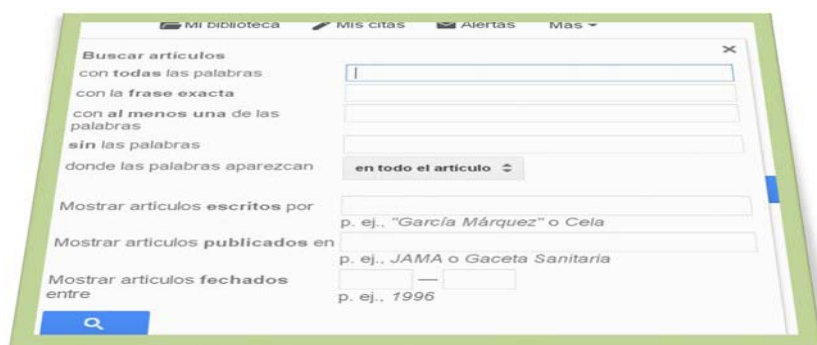 Mi biblioteca Mis citas Alertas Más
Buscar artículos
con todas las palabras
con la frase exacta
con al menos una de las
palabras
sin las palabras
donde las palabras aparezcan en todo el artículo
Mostrar artículos escritos por
p. ej., "García Márquez" o Cela
Mostrar artículos publicados en
p. ej., JAMA o Gaceta Sanitaria
Mostrar artículos fechados
entre
—
p. ej., 1996